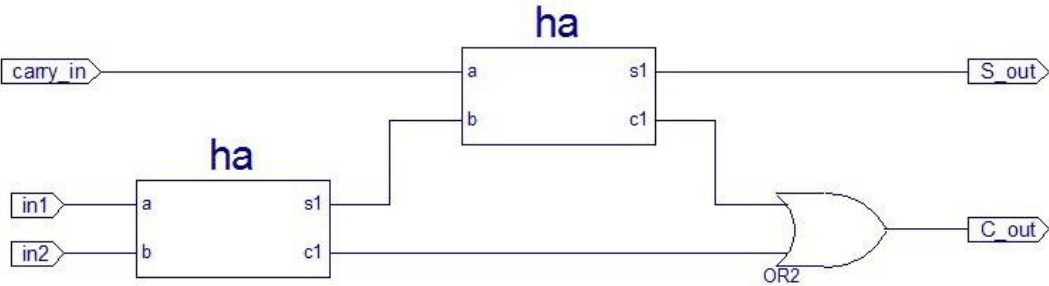 ha
carry_in
a
s1
S_out
b
c1
ha
in1
a
s1
in2
b
c1
C_out
OR2